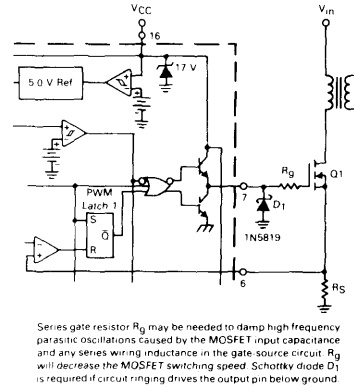 VCC
Vin
16
5.0 V Ref
17 V
Rg
Q1
7
D1
1N5819
PWM
Latch 1
S
Q
R
6
RS
Series gate resistor Rg may be needed to damp high frequency
parasitic oscillations caused by the MOSFET input capacitance
and any series wiring inductance in the gate-source circuit. Rg
will decrease the MOSFET switching speed. Schottky diode D1
is required if circuit ringing drives the output pin below ground.